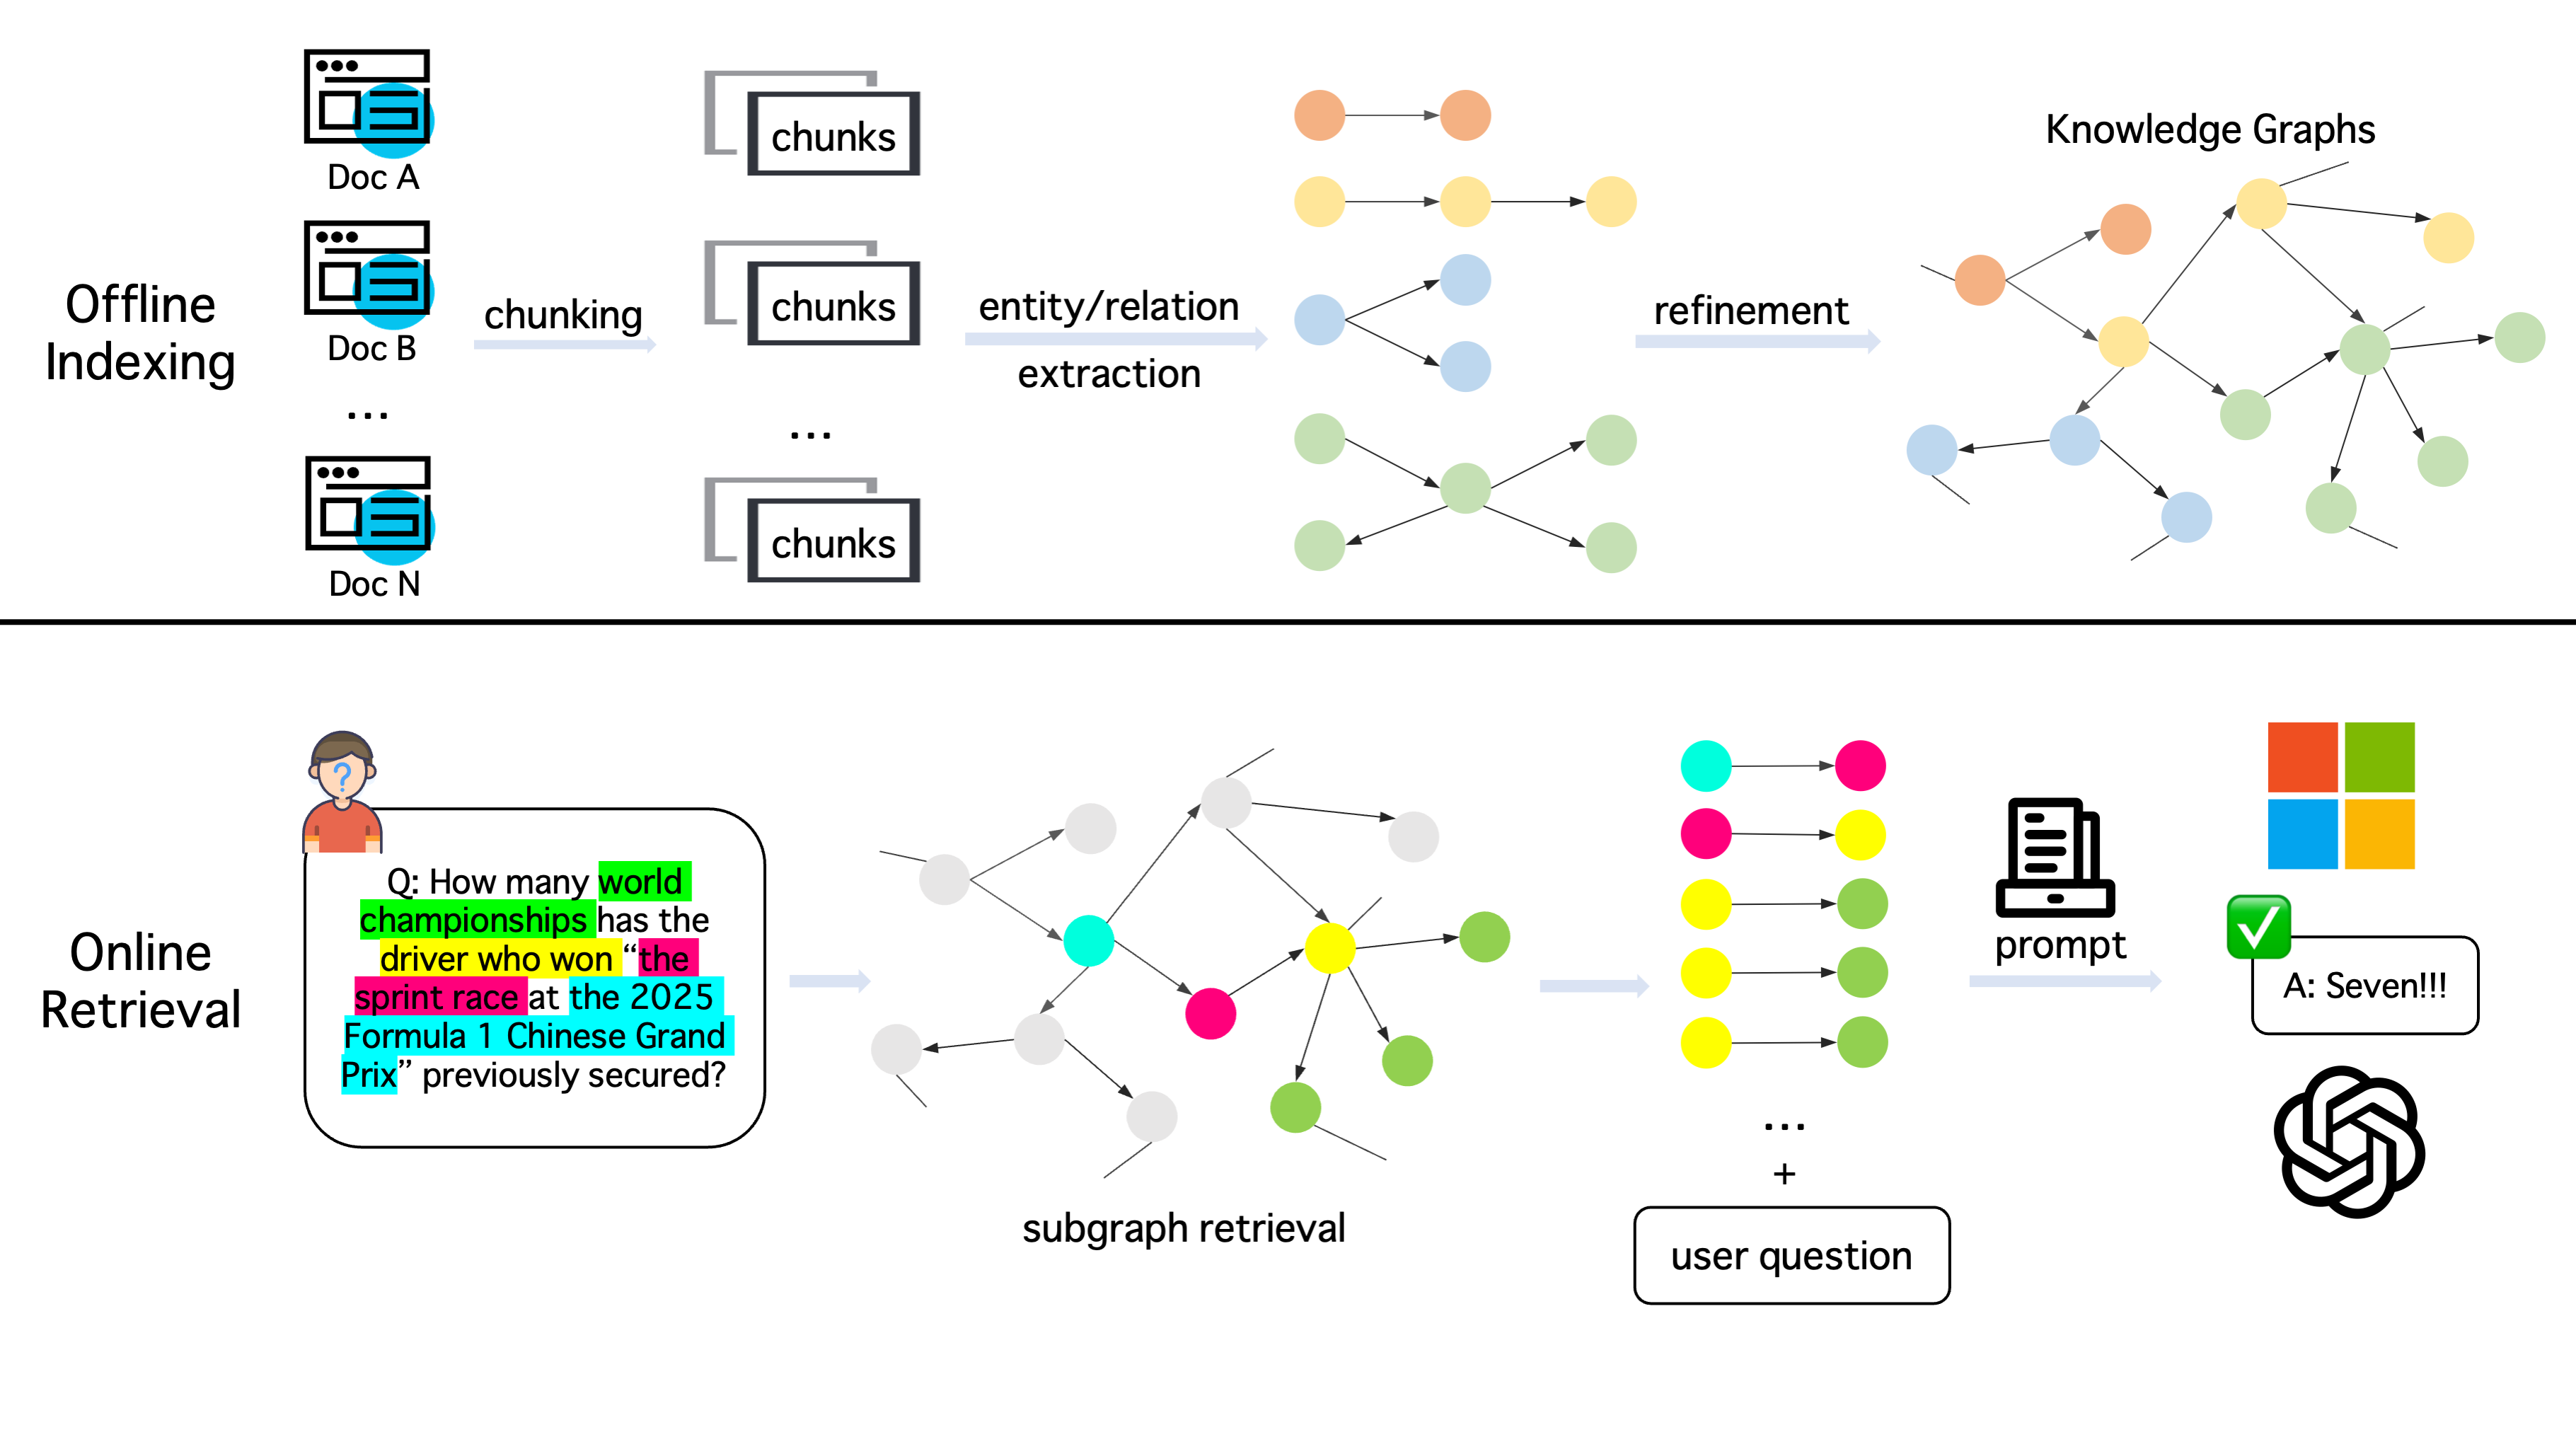 Offline
Indexing
Doc A
Doc B
...
Doc N
chunking
chunks
chunks
...
chunks
entity/relation
extraction
refinement
Knowledge Graphs
Online
Retrieval
?
Q: How many world
championships has the
driver who won “the
sprint race at the 2025
Formula 1 Chinese Grand
Prix” previously secured?
subgraph retrieval
...
+
user question
prompt
A: Seven!!!